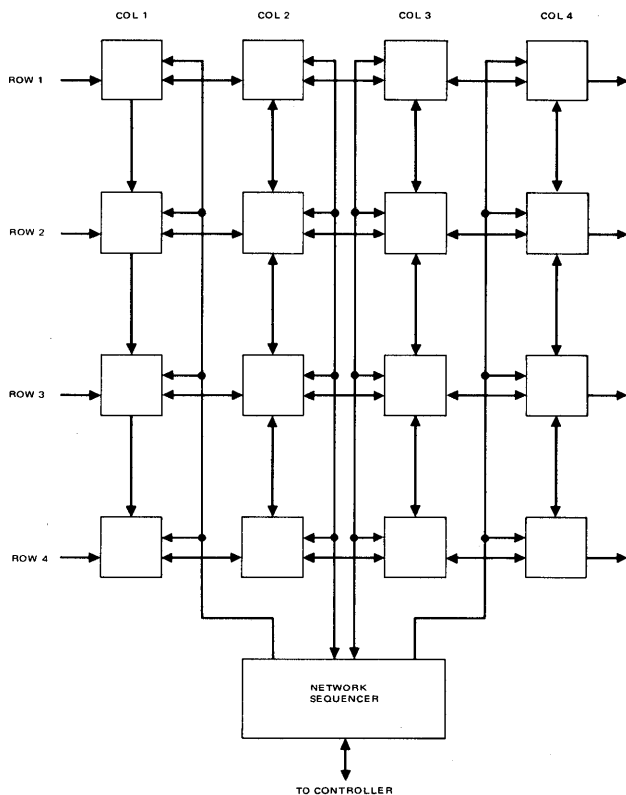 COL 1 COL 2 COL 3 COL 4
ROW 1
ROW 2
ROW 3
ROW 4
NETWORK
SEQUENCER
TO CONTROLLER